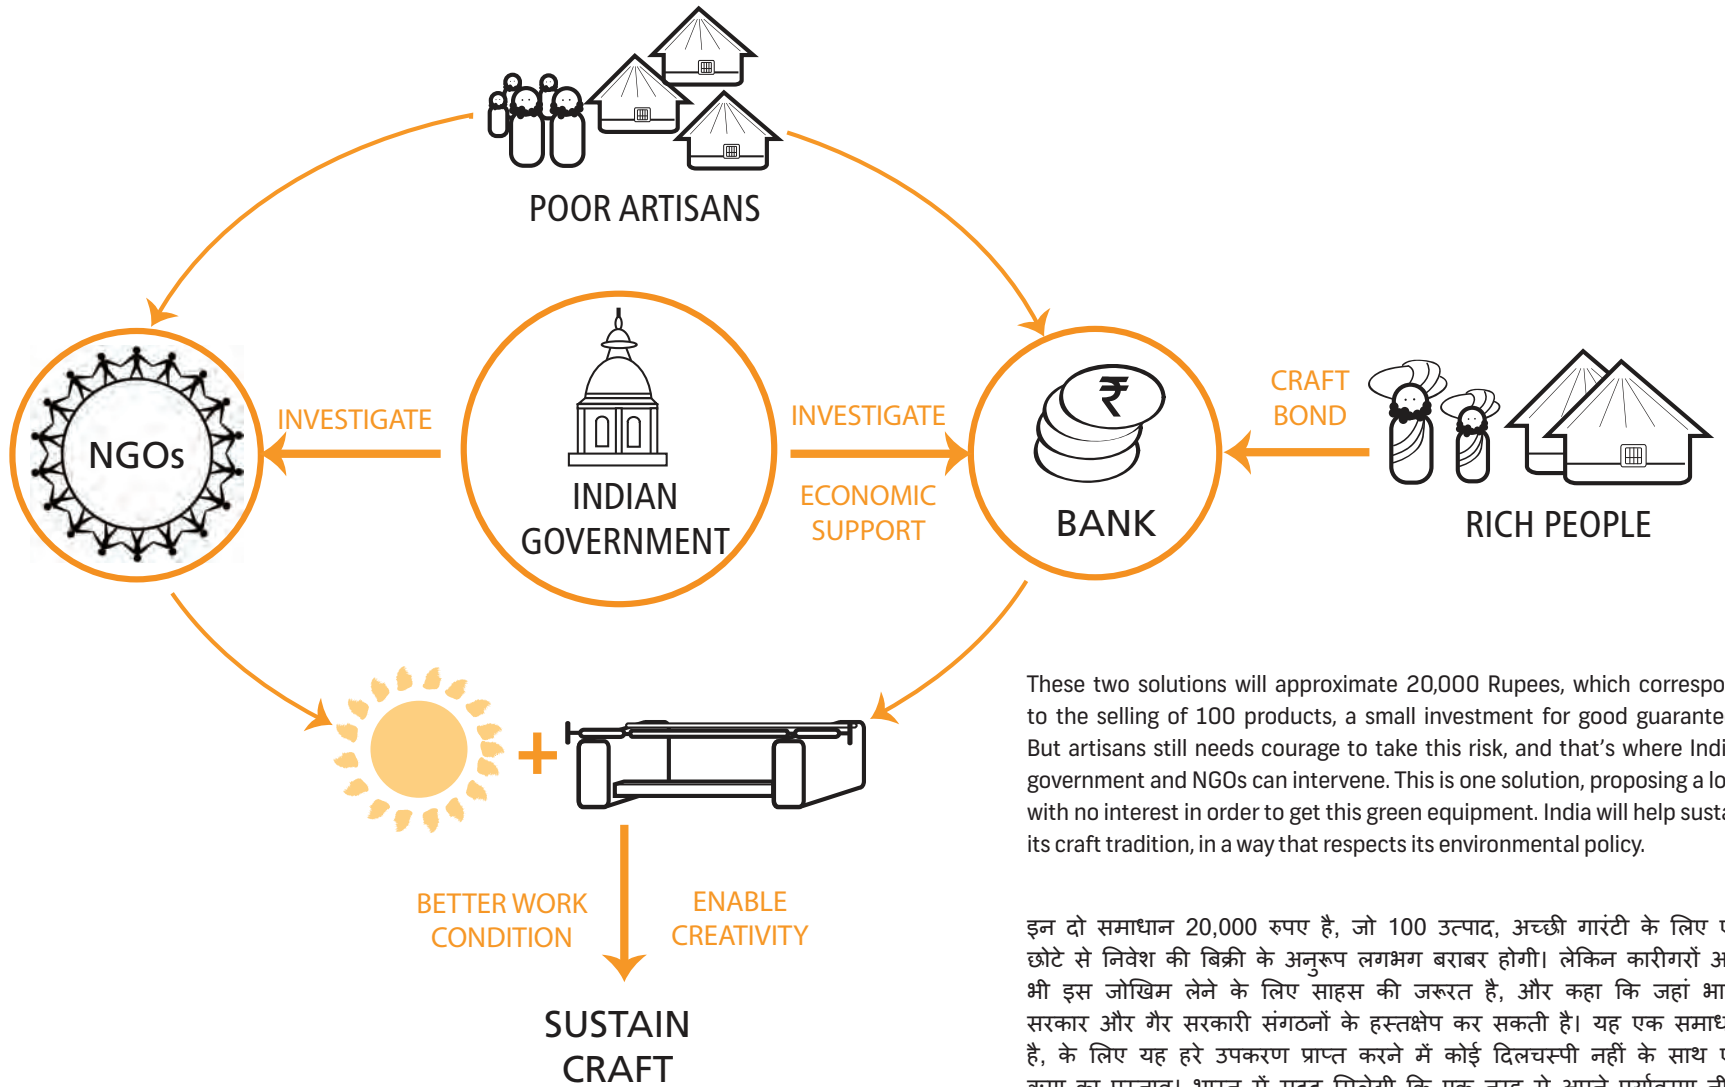 POOR ARTISANS
NGOs
INVESTIGATE
INDIAN
GOVERNMENT
INVESTIGATE
ECONOMIC
SUPPORT
₹
BANK
CRAFT
BOND
RICH PEOPLE
BETTER WORK
CONDITION
ENABLE
CREATIVITY
SUSTAIN
CRAFT
These two solutions will approximate 20,000 Rupees, which correspo
to the selling of 100 products, a small investment for good guarante
But artisans still needs courage to take this risk, and that's where Indi
government and NGOs can intervene. This is one solution, proposing a lo
with no interest in order to get this green equipment. India will help susta
its craft tradition, in a way that respects its environmental policy.
इन दो समाधान 20,000 रुपए है, जो 100 उत्पाद, अच्छी गारंटी के लिए
छोटे से निवेश की बिक्री के अनुरूप लगभग बराबर होगी। लेकिन कारीगरों अ
भी इस जोखिम लेने के लिए साहस की जरूरत है, और कहा कि जहां भा
सरकार और गैर सरकारी संगठनों के हस्तक्षेप कर सकती है। यह एक समाध
है, के लिए यह हरे उपकरण प्राप्त करने में कोई दिलचस्पी नहीं के साथ